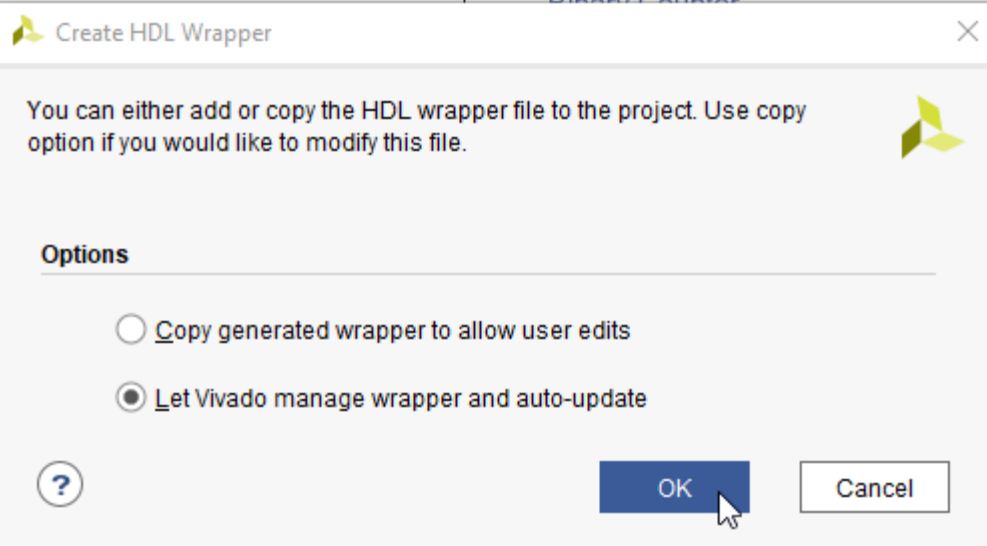 Binary Counter
Create HDL Wrapper
You can either add or copy the HDL wrapper file to the project. Use copy
option if you would like to modify this file.
Options
Copy generated wrapper to allow user edits
Let Vivado manage wrapper and auto-update
?
OK
Cancel